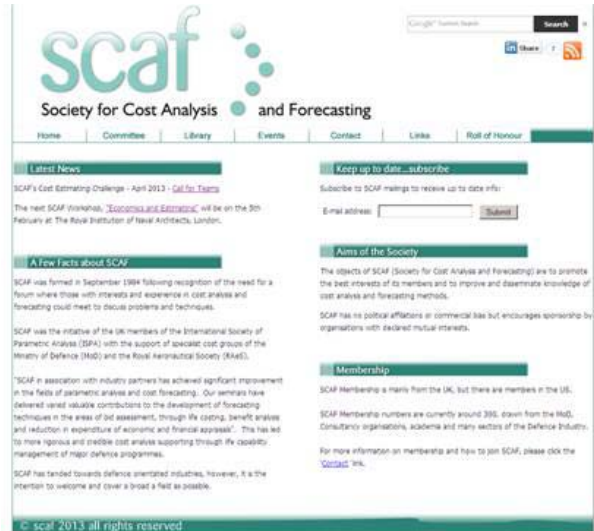 Google™ Custom Search
Search
×
scaf
in Share
7
Society for Cost Analysis and Forecasting
Home
Committee
Library
Events
Contact
Links
Roll of Honour
Latest News
SCAF's Cost Estimating Challenge - April 2013 - Call for Teams
The next SCAF Workshop, "Economics and Estimating" will be on the 5th
February at The Royal Institution of Naval Architects, London.
A Few Facts about SCAF
SCAF was formed in September 1984 following recognition of the need for a
forum where those with interests and experience in cost analysis and
forecasting could meet to discuss problems and techniques.
SCAF was the initiative of the UK members of the International Society of
Parametric Analysis (ISPA) with the support of specialist cost groups of the
Ministry of Defence (MoD) and the Royal Aeronautical Society (RAeS).
"SCAF in association with industry partners has achieved significant improvement
in the fields of parametric analysis and cost forecasting. Our seminars have
delivered varied valuable contributions to the development of forecasting
techniques in the areas of bid assessment, through life costing, benefit analysis
and reduction in expenditure of economic and financial appraisals". This has led
to more rigorous and credible cost analysis supporting through life capability
management of major defence programmes.
SCAF has tended towards defence orientated industries, however, it is the
intention to welcome and cover a broad a field as possible.
Keep up to date...subscribe
Subscribe to SCAF mailings to receive up to date info:
E-mail address:
Submit
Aims of the Society
The objects of SCAF (Society for Cost Analysis and Forecasting) are to promote
the best interests of its members and to improve and disseminate knowledge of
cost analysis and forecasting methods.
SCAF has no political affiliations or commercial bias but encourages sponsorship by
organisations with declared mutual interests.
Membership
SCAF Membership is mainly from the UK, but there are members in the US.
SCAF Membership numbers are currently around 350, drawn from the MoD,
Consultancy organisations, academia and many sectors of the Defence Industry.
For more information on membership and how to join SCAF, please click the
'Contact' link.
© scaf 2013 all rights reserved